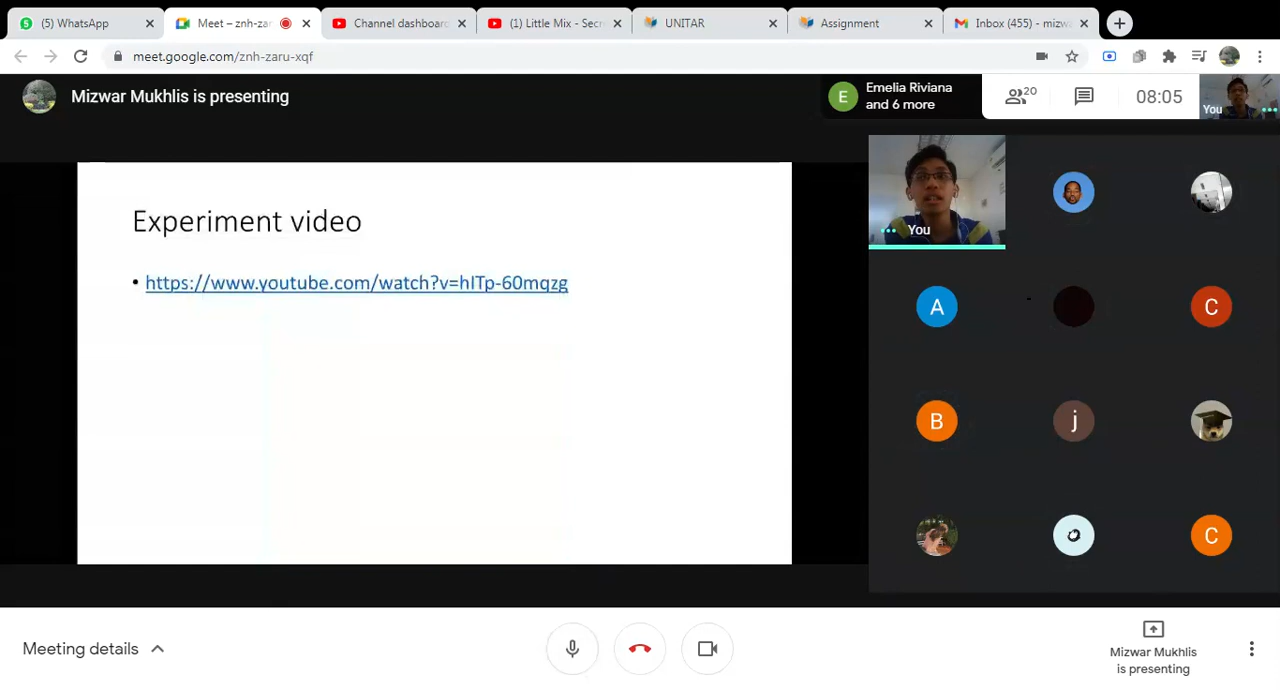 (5) WhatsApp
Meet – znh-zar
Channel dashboard
(1) Little Mix - Secr
UNITAR
Assignment
Inbox (455) - mizw
meet.google.com/znh-zaru-xqf
Mizwar Mukhlis is presenting
E
Emelia Riviana
and 6 more
20
08:05
You
Experiment video
• https://www.youtube.com/watch?v=hITp-60mqzg
You
A
C
B
j
C
Meeting details
Mizwar Mukhlis
is presenting